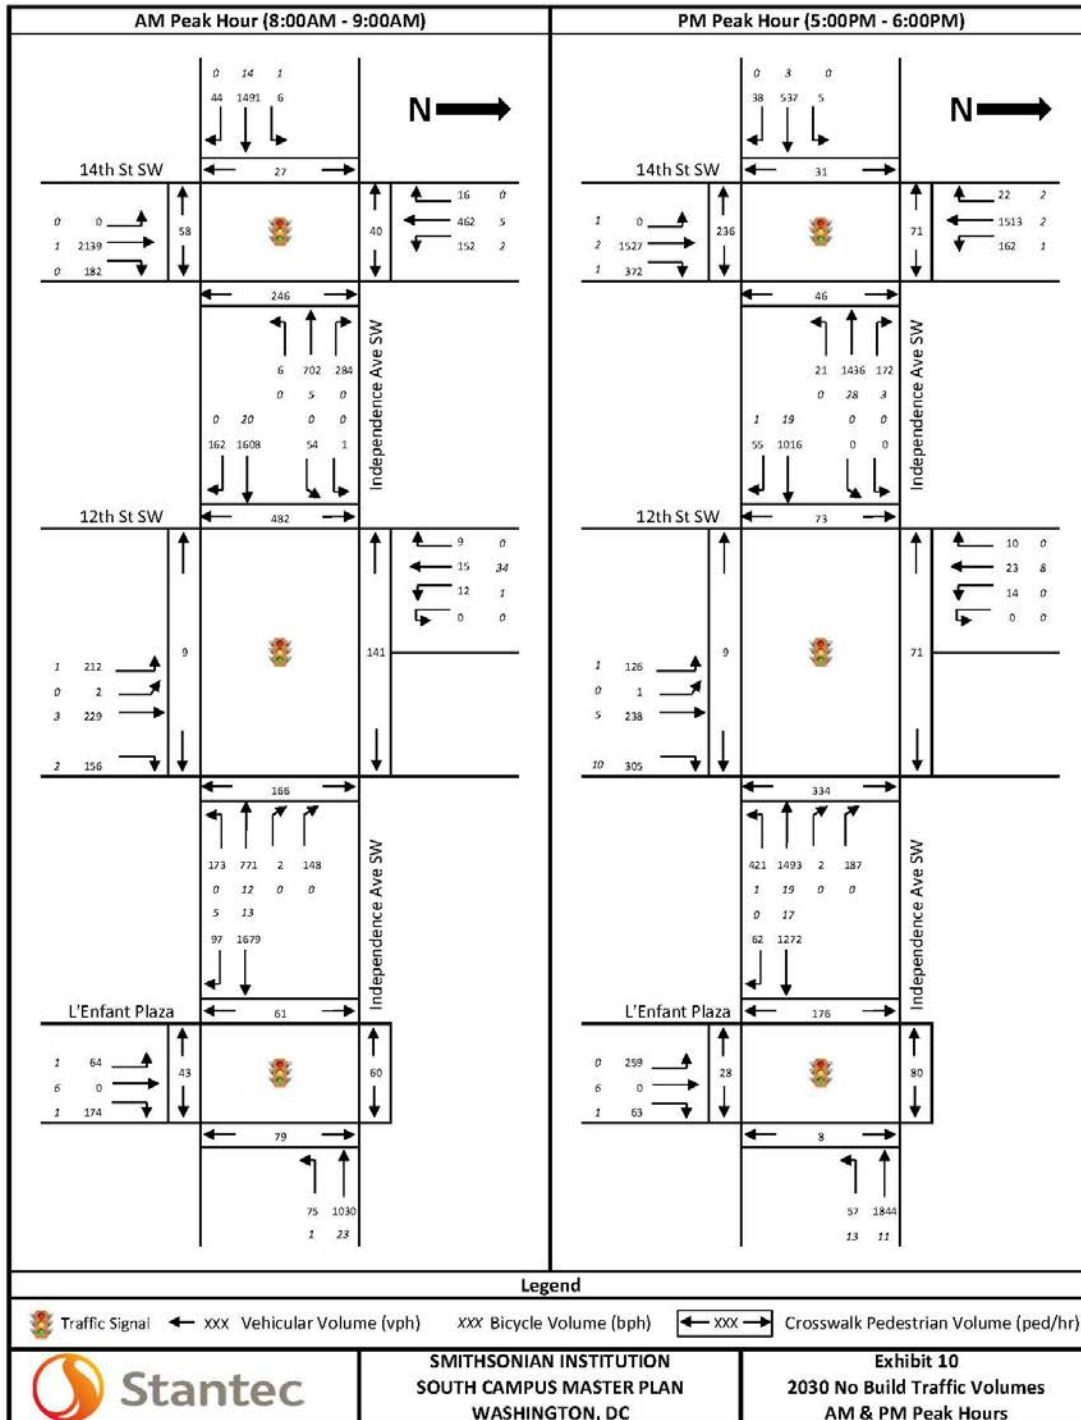 AM Peak Hour (8:00AM - 9:00AM)
0 14 1
44 1491 6
N
14th St SW
27
0 0
1 2139
0 182
58
40
16 0
462 5
152 2
246
6 702 284
0 5 0
0 20 0 0
162 1608 54 1
Independence Ave SW
12th St SW
482
9 0
15 34
12 1
0 0
9
141
1 212
0 2
3 229
2 156
166
173 771 2 148
0 12 0 0
5 13
97 1679
Independence Ave SW
L'Enfant Plaza
61
1 64
6 0
1 174
43
60
79
75 1030
1 23
PM Peak Hour (5:00PM - 6:00PM)
0 3 0
38 537 5
N
14th St SW
31
1 0
2 1527
1 372
236
71
22 2
1513 2
162 1
46
21 1436 172
0 28 3
1 19 0 0
55 1016 0 0
Independence Ave SW
12th St SW
73
10 0
23 8
14 0
0 0
9
71
1 126
0 1
5 238
10 305
334
421 1493 2 187
1 19 0 0
0 17
62 1272
Independence Ave SW
L'Enfant Plaza
176
0 259
6 0
1 63
28
80
8
57 1844
13 11
Legend
Traffic Signal XXX Vehicular Volume (vph) XXX Bicycle Volume (bph) XXX Crosswalk Pedestrian Volume (ped/hr)
Stantec
SMITHSONIAN INSTITUTION
SOUTH CAMPUS MASTER PLAN
WASHINGTON, DC
Exhibit 10
2030 No Build Traffic Volumes
AM & PM Peak Hours